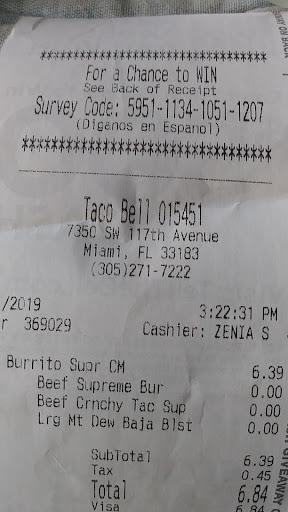 ************************************
For a Chance to WIN
See Back of Receipt
Survey Code: 5951-1134-1051-1207
(Diganos en Espanol)
************************************
Taco Bell 015451
7350 SW 117th Avenue
Miami, FL 33183
(305)271-7222
/2019 3:22:31 PM
r 369029 Cashier: ZENIA S
Burrito Supr CM 6.39
Beef Supreme Bur 0.00
Beef Crnchy Tac Sup 0.00
Lrg Mt Dew Baja Blst 0.00
SubTotal 6.39
Tax 0.45
Total 6.84
Visa 6.84